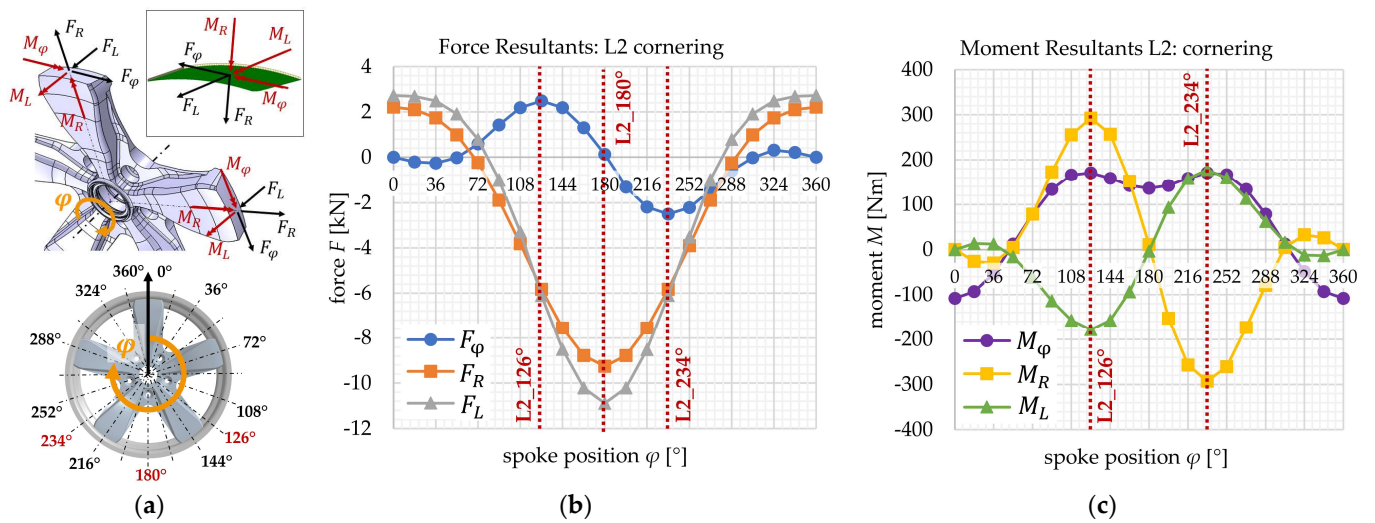 F_R
M_φ
F_L
F_φ
M_L
M_R
M_R
M_L
F_φ
F_L
F_R
M_φ
M_φ
F_L
M_R
F_R
M_L
F_φ
φ
360° 0°
324° 36°
288° 72°
φ
252° 108°
234° 126°
216° 144°
180°
(a)
Force Resultants: L2 cornering
force F [kN]
4
2
0
-2
-4
-6
-8
-10
-12
0 36 72 108 144 180 216 252 288 324 360
L2_126°
L2_180°
L2_234°
F_φ
F_R
F_L
spoke position φ [°]
(b)
Moment Resultants L2: cornering
moment M [Nm]
400
300
200
100
0
-100
-200
-300
-400
0 36 72 108 144 180 216 252 288 324 360
L2_234°
L2_126°
M_φ
M_R
M_L
spoke position φ [°]
(c)